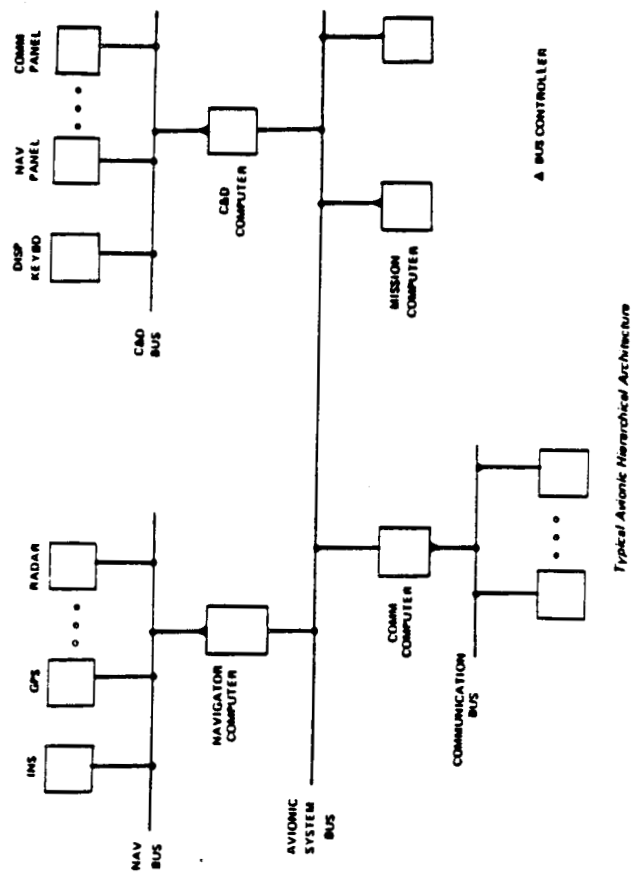 INS
GPS
RADAR
DISP
KEYBD
NAV
PANEL
COMM
PANEL
NAV
BUS
C&D
BUS
NAVIGATOR
COMPUTER
C&D
COMPUTER
AVIONIC
SYSTEM
BUS
COMM
COMPUTER
MISSION
COMPUTER
COMMUNICATION
BUS
Δ BUS CONTROLLER
Typical Avionic Hierarchical Architecture